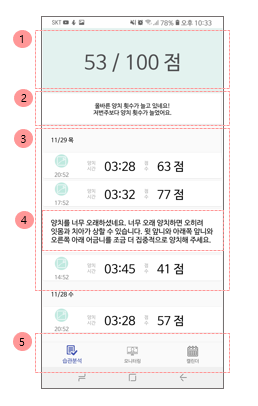 SKT 78% 오후 10:33
1
53 / 100 점
2
올바른 양치 횟수가 늘고 있네요!
저번주보다 양치 횟수가 늘었어요.
3
11/29 목
20:52 양치 시간 03:28 점수 63 점
17:52 양치 시간 03:32 점수 77 점
4
양치를 너무 오래하셨네요. 너무 오래 양치하면 오히려
잇몸과 치아가 상할 수 있습니다. 윗 앞니와 아래쪽 앞니와
오른쪽 아래 어금니를 조금 더 집중적으로 양치해 주세요.
14:52 양치 시간 03:45 점수 41 점
11/28 수
20:52 양치 시간 03:28 점수 57 점
5
습관분석 모니터링 캘린더